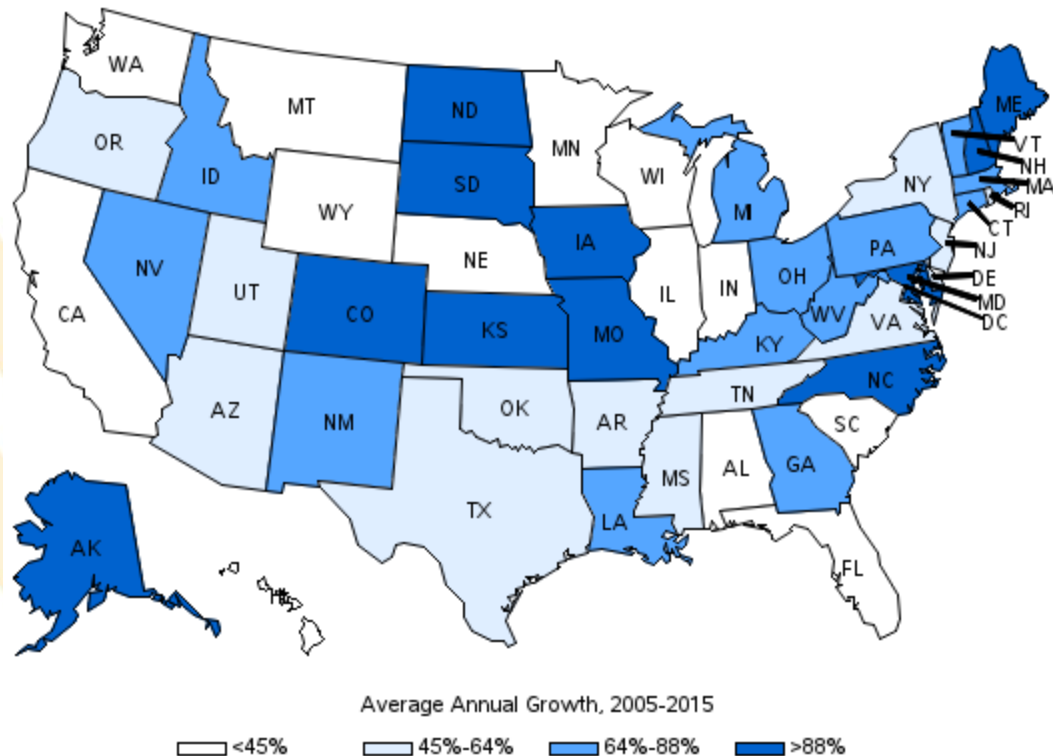 WA
MT
ND
MN
ME
OR
ID
SD
WI
MI
NY
VT
NH
MA
RI
CT
WY
IA
PA
NJ
NV
NE
OH
DE
MD
DC
UT
CO
IL
IN
WV
VA
CA
KS
MO
KY
NC
AZ
NM
OK
AR
TN
SC
TX
MS
AL
GA
LA
AK
FL
HI
Average Annual Growth, 2005-2015
<45%
45%-64%
64%-88%
>88%